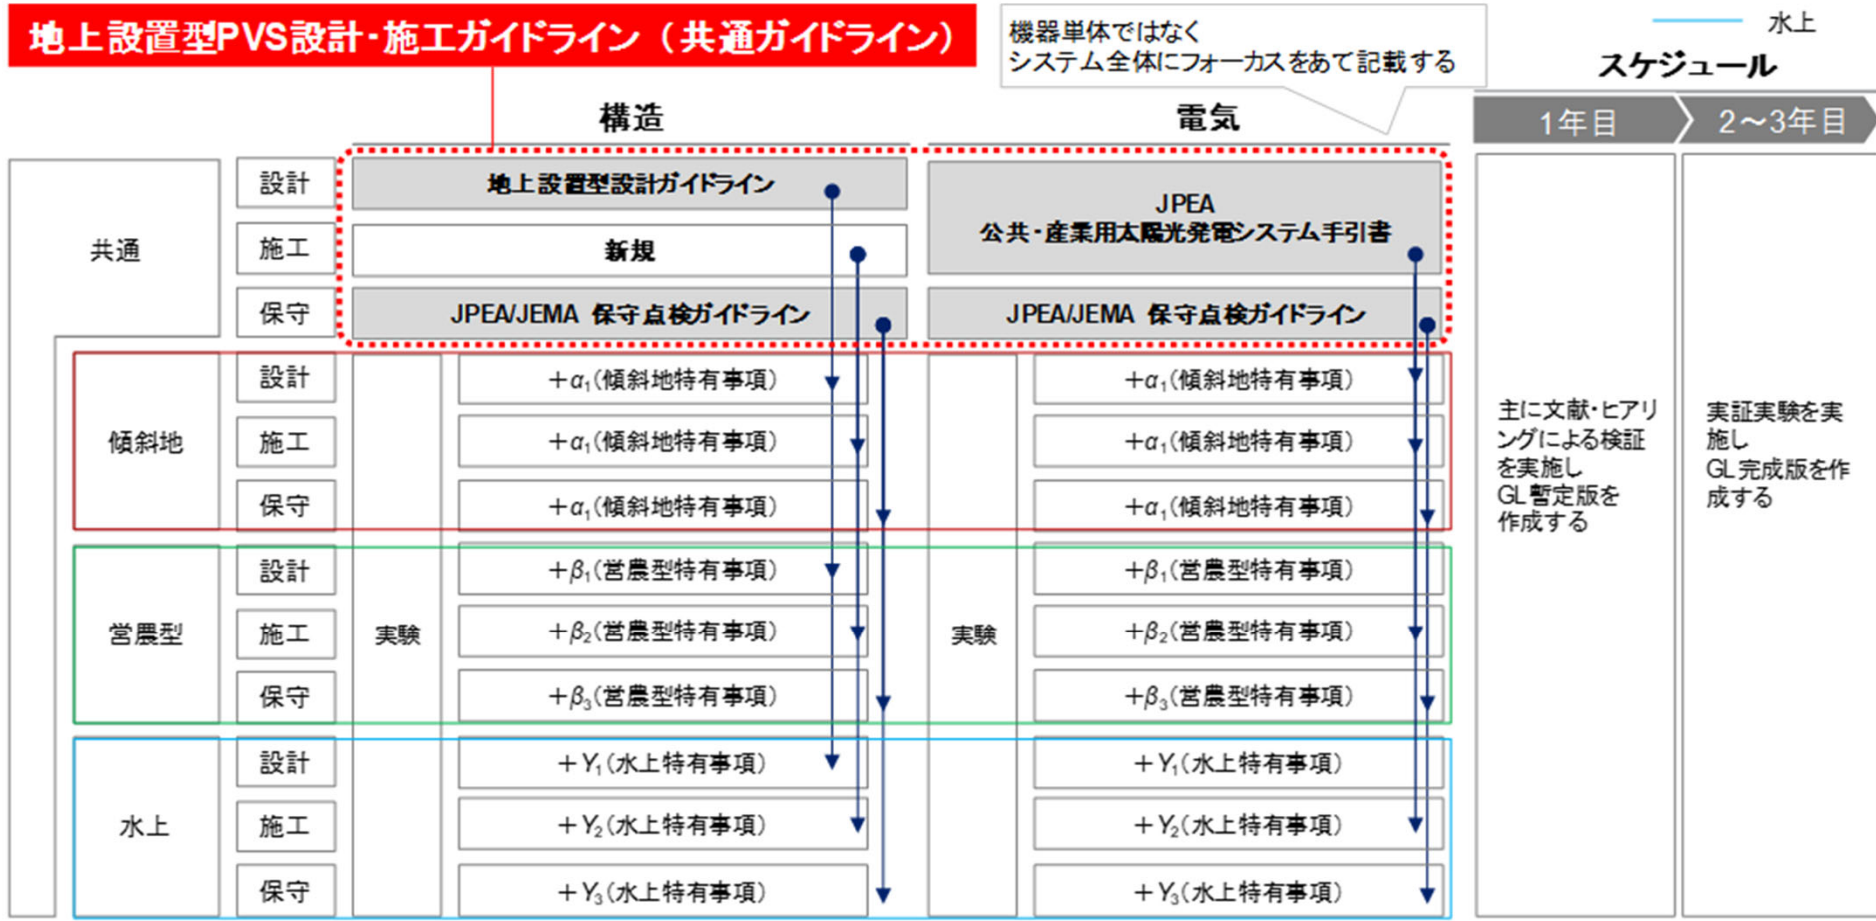 地上設置型PVS設計・施工ガイドライン（共通ガイドライン）
機器単体ではなく
システム全体にフォーカスをあて記載する
水上
スケジュール
構造
電気
1年目
2～3年目
共通
設計
地上設置型設計ガイドライン
JPEA
公共・産業用太陽光発電システム手引書
施工
新規
保守
JPEA/JEMA 保守点検ガイドライン
JPEA/JEMA 保守点検ガイドライン
傾斜地
設計
+α₁(傾斜地特有事項)
+α₁(傾斜地特有事項)
施工
+α₁(傾斜地特有事項)
+α₁(傾斜地特有事項)
保守
+α₁(傾斜地特有事項)
+α₁(傾斜地特有事項)
営農型
実験
実験
設計
+β₁(営農型特有事項)
+β₁(営農型特有事項)
施工
+β₂(営農型特有事項)
+β₂(営農型特有事項)
保守
+β₃(営農型特有事項)
+β₃(営農型特有事項)
水上
設計
+Y₁(水上特有事項)
+Y₁(水上特有事項)
施工
+Y₂(水上特有事項)
+Y₂(水上特有事項)
保守
+Y₃(水上特有事項)
+Y₃(水上特有事項)
主に文献・ヒアリ
ングによる検証
を実施し
GL暫定版を
作成する
実証実験を実
施し
GL完成版を作
成する